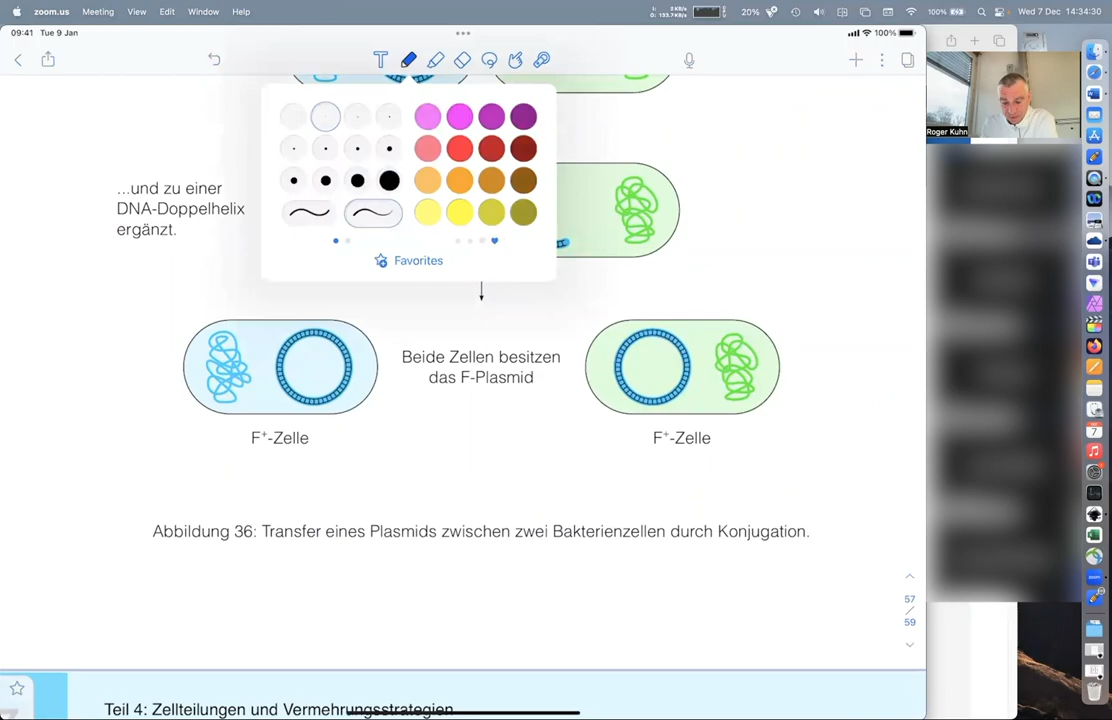 zoom.us Meeting View Edit Window Help
20% 100% Wed 7 Dec 14:34:30
09:41 Tue 9 Jan
100%
T
Roger Kuhn
...und zu einer
DNA-Doppelhelix
ergänzt.
Favorites
Beide Zellen besitzen
das F-Plasmid
F⁺-Zelle
F⁺-Zelle
Abbildung 36: Transfer eines Plasmids zwischen zwei Bakterienzellen durch Konjugation.
57
/
59
Teil 4: Zellteilungen und Vermehrungsstrategien